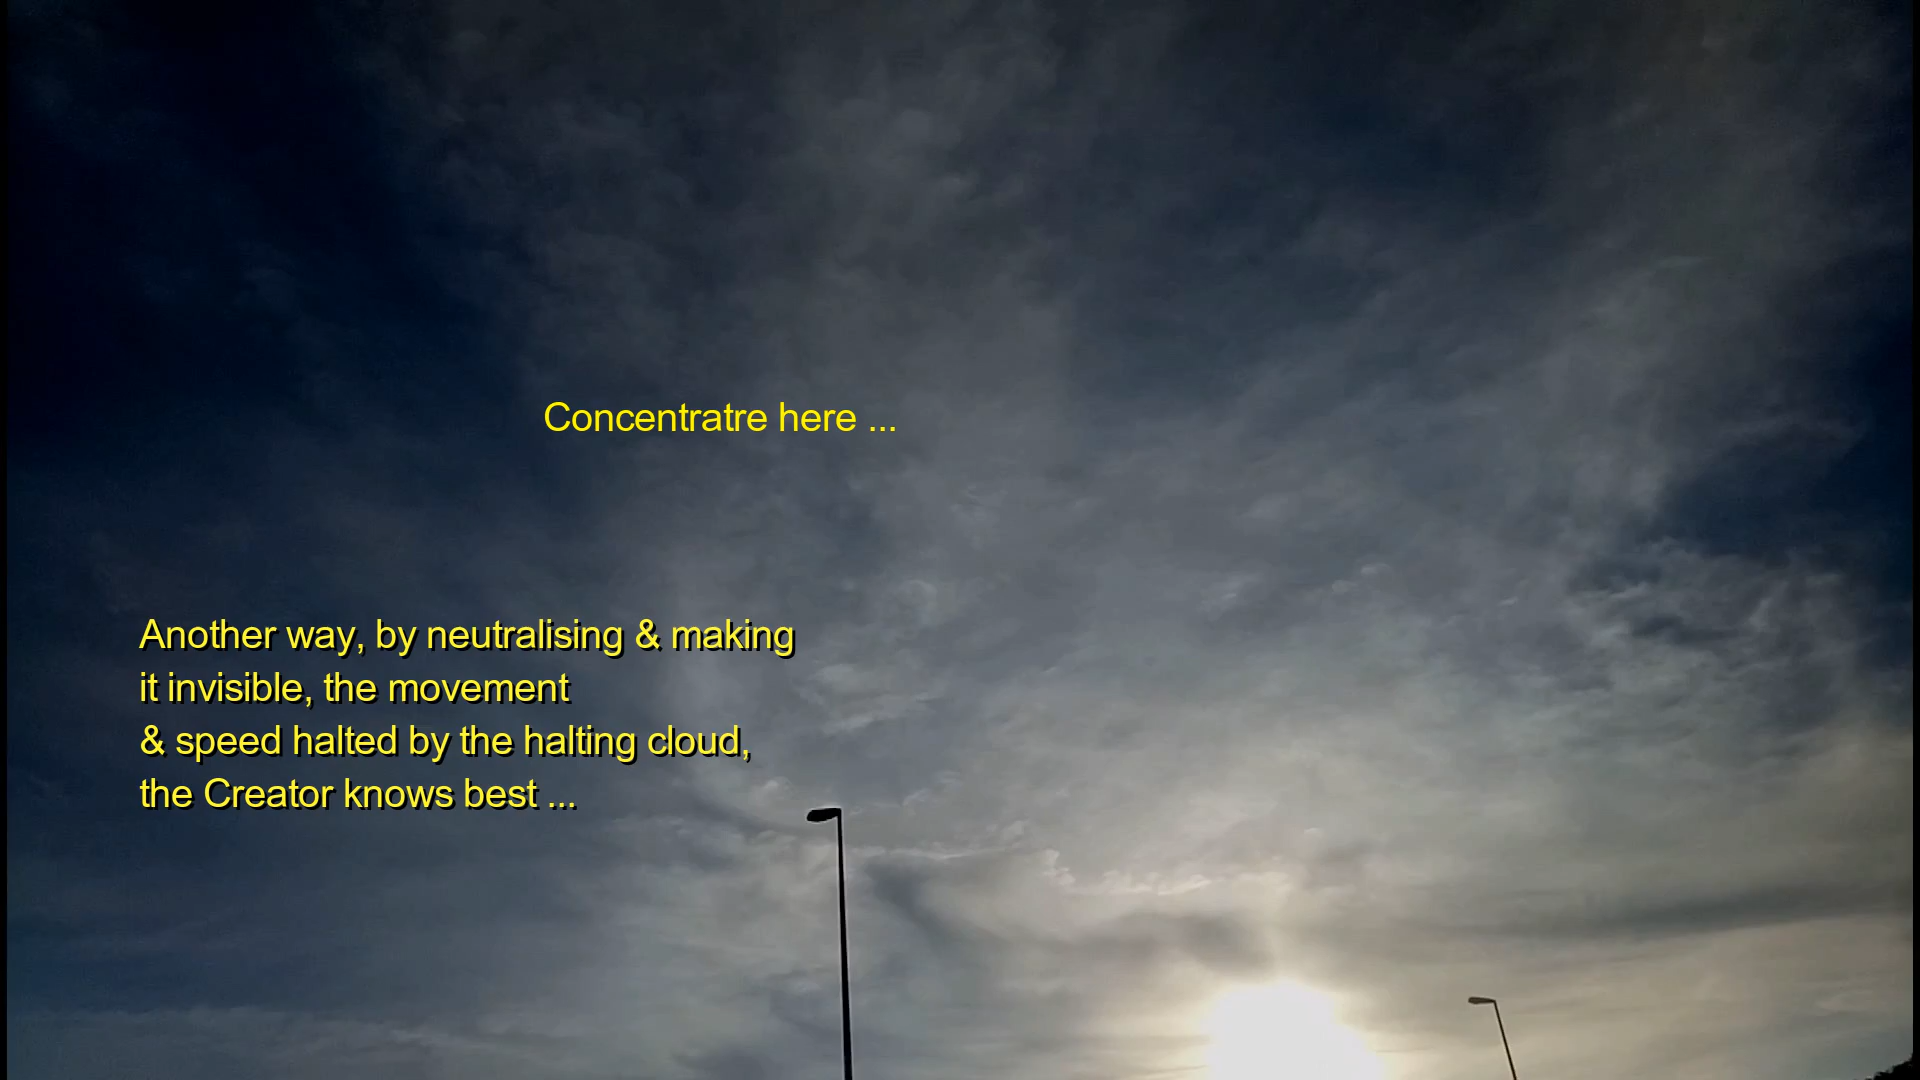 Concentratre here ...
Another way, by neutralising & making
it invisible, the movement
& speed halted by the halting cloud,
the Creator knows best ...